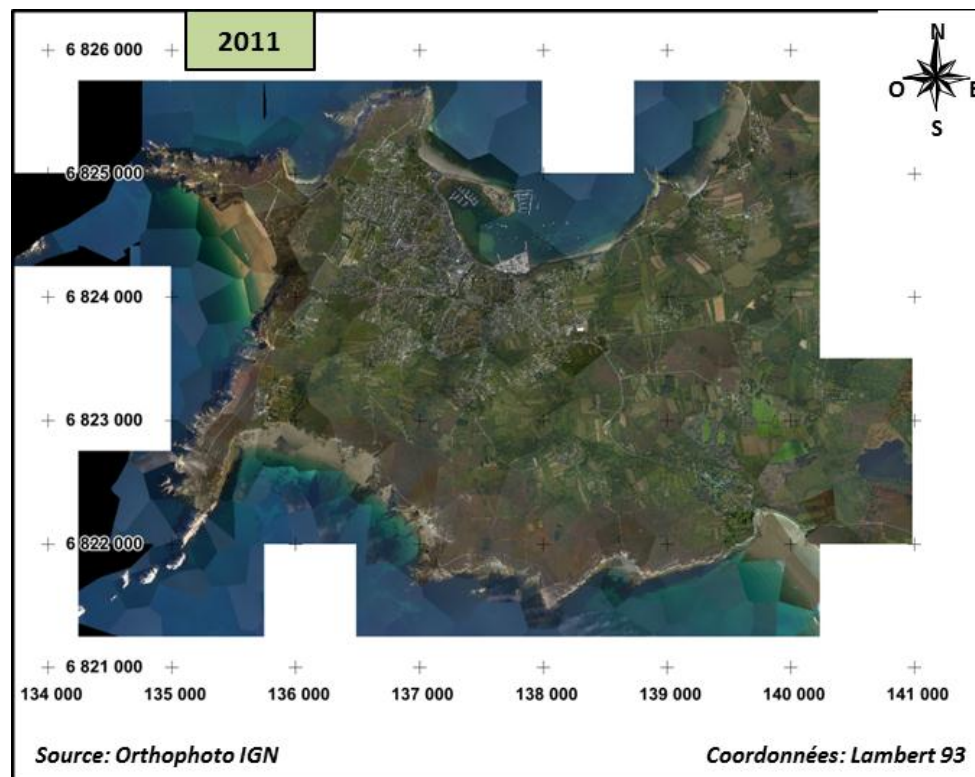 2011
N
O E
S
6 826 000
6 825 000
6 824 000
6 823 000
6 822 000
6 821 000
134 000 135 000 136 000 137 000 138 000 139 000 140 000 141 000
Source: Orthophoto IGN
Coordonnées: Lambert 93